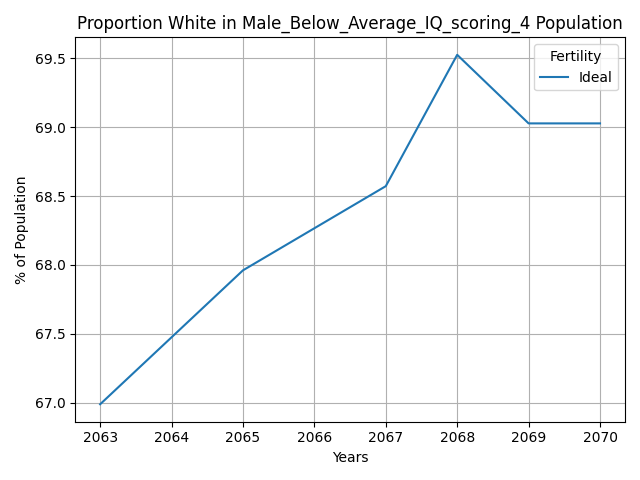 Proportion White in Male_Below_Average_IQ_scoring_4 Population
Fertility
Ideal
% of Population
69.5
69.0
68.5
68.0
67.5
67.0
2063 2064 2065 2066 2067 2068 2069 2070
Years